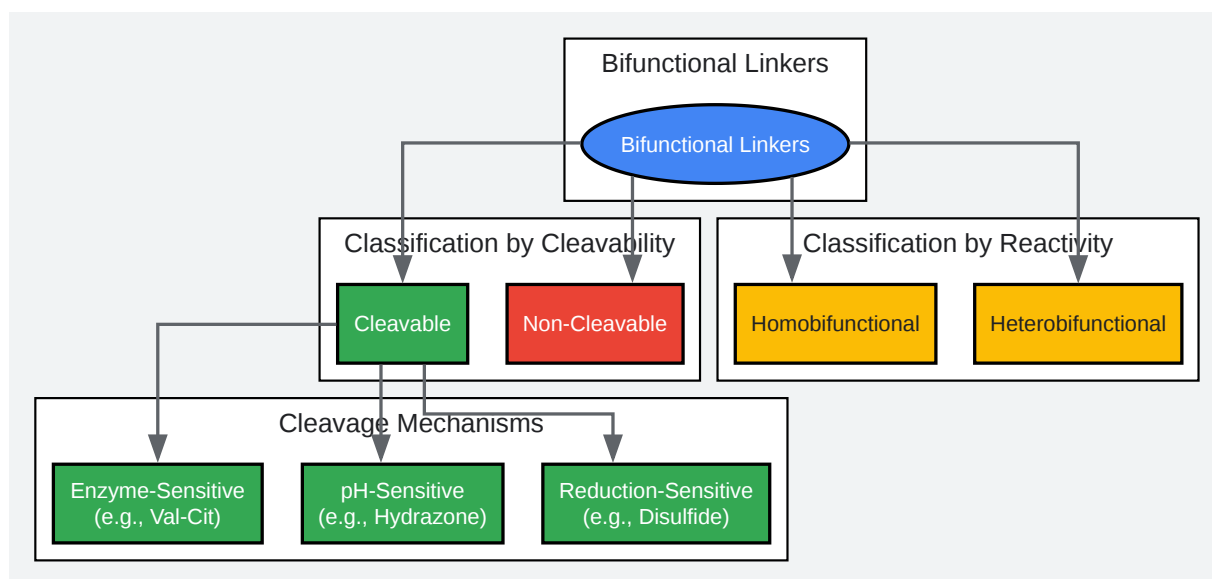 Bifunctional Linkers
Bifunctional Linkers
Classification by Cleavability
Classification by Reactivity
Cleavable
Non-Cleavable
Homobifunctional
Heterobifunctional
Cleavage Mechanisms
Enzyme-Sensitive
(e.g., Val-Cit)
pH-Sensitive
(e.g., Hydrazone)
Reduction-Sensitive
(e.g., Disulfide)